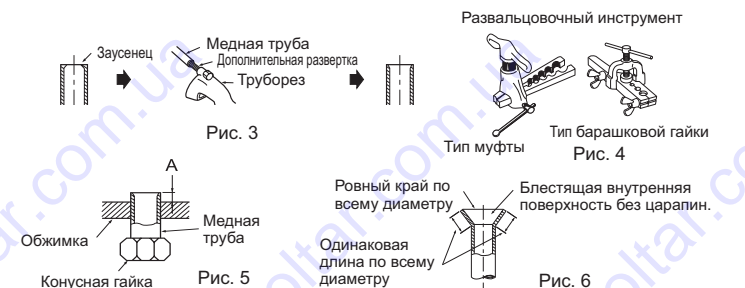 Развальцовочный инструмент
Заусенец
Медная труба
Дополнительная развертка
Труборез
Рис. 3
Тип муфты
Тип барашковой гайки
Рис. 4
A
Обжимка
Медная
труба
Конусная гайка
Рис. 5
Ровный край по
всему диаметру
Блестящая внутренняя
поверхность без царапин.
Одинаковая
длина по всему
диаметру
Рис. 6